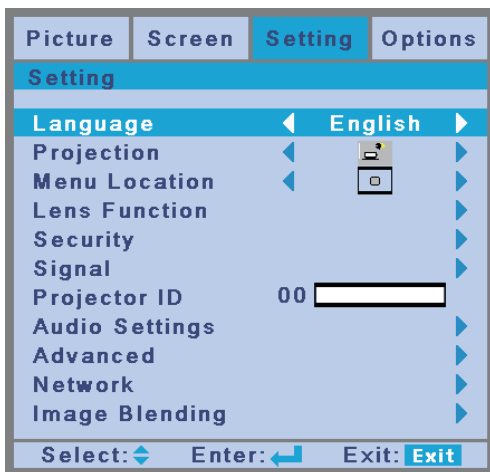 Picture Screen Setting Options
Setting
Language English
Projection
Menu Location
Lens Function
Security
Signal
Projector ID 00
Audio Settings
Advanced
Network
Image Blending
Select: Enter: Exit: Exit